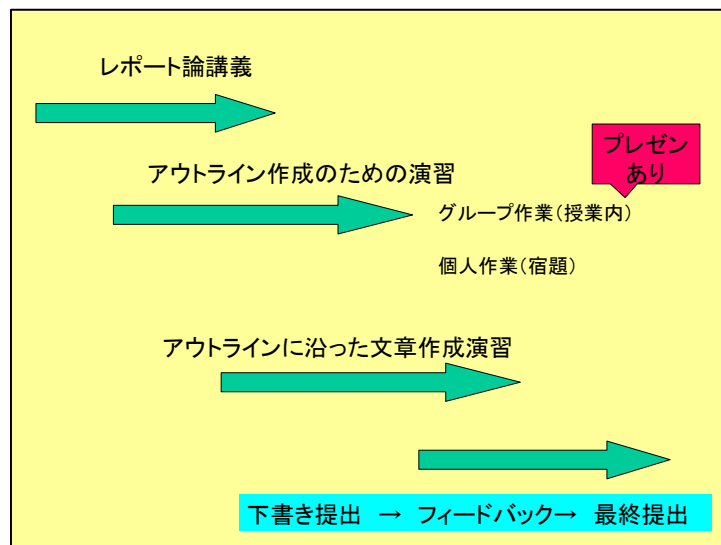 レポート論講義
プレゼン
あり
アウトライン作成のための演習
グループ作業(授業内)
個人作業(宿題)
アウトラインに沿った文章作成演習
下書き提出 → フィードバック→ 最終提出